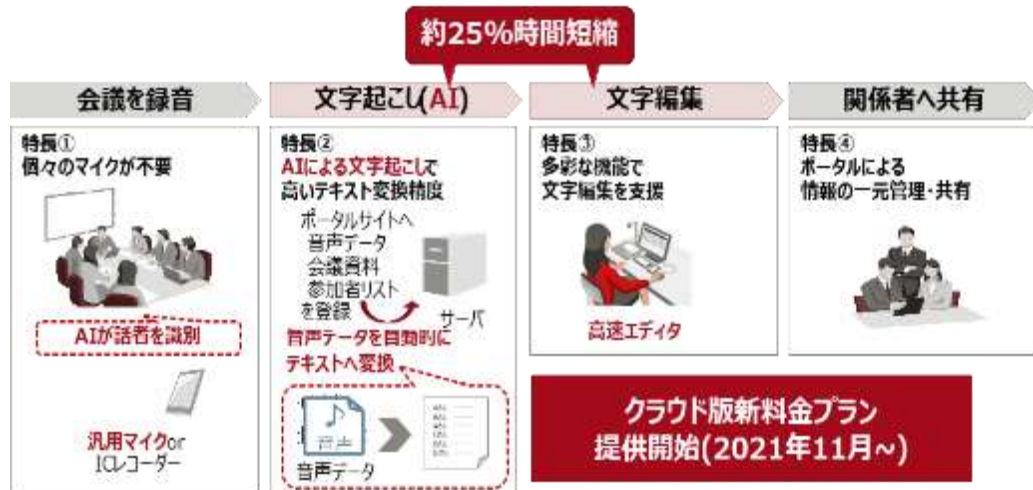 約25%時間短縮
会議を録音
文字起こし(AI)
文字編集
関係者へ共有
特長①
個々のマイクが不要
AIが話者を識別
汎用マイクor
ICレコーダー
特長②
AIによる文字起こしで
高いテキスト変換精度
ポータルサイトへ
音声データ
会議資料
参加者リスト
を登録
サーバ
音声データを自動的に
テキストへ変換
音声
音声データ
特長③
多彩な機能で
文字編集を支援
高速エディタ
特長④
ポータルによる
情報の一元管理・共有
クラウド版新料金プラン
提供開始(2021年11月~)